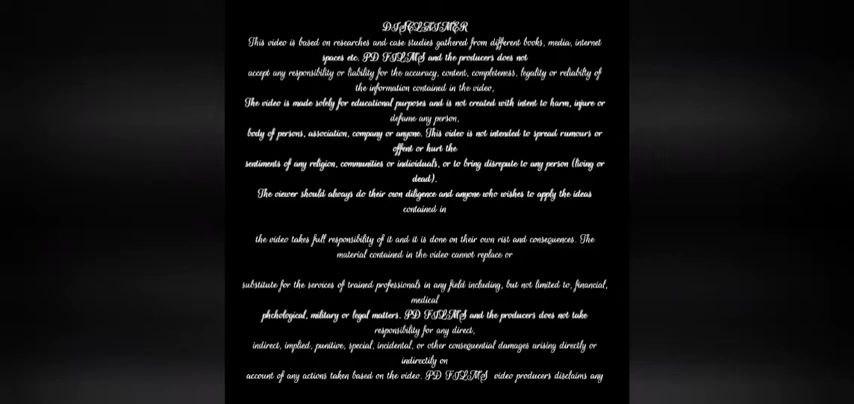 DISCLAIMER
This video is based on researches and case studies gathered from different books, media, internet
spaces etc. PD FILMS and the producers does not
accept any responsibility or liability for the accuracy, content, completeness, legality or reliabilty of
the information contained in the video,
The video is made solely for educational purposes and is not created with intent to harm, injure or
defame any person,
body of persons, association, company or anyone. This video is not intended to spread rumours or
offent or hurt the
sentiments of any religion, communities or individuals, or to bring disrepute to any person (living or
dead).
The viewer should always do their own diligence and anyone who wishes to apply the ideas
contained in
the video takes full responsibility of it and it is done on their own rist and consequences. The
material contained in the video cannot replace or
substitute for the services of trained professionals in any field including, but not limited to, financial,
medical
phchological, military or legal matters. PD FILMS and the producers does not take
responsibility for any direct,
indirect, implied, punitive, special, incidental, or other consequential damages arising directly or
indirectily on
account of any actions taken based on the video. PD FILMS video producers disclaims any